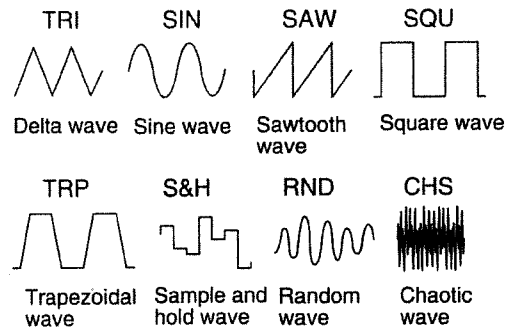 TRI SIN SAW SQU
Delta wave Sine wave Sawtooth wave Square wave
TRP S&H RND CHS
Trapezoidal wave Sample and hold wave Random wave Chaotic wave